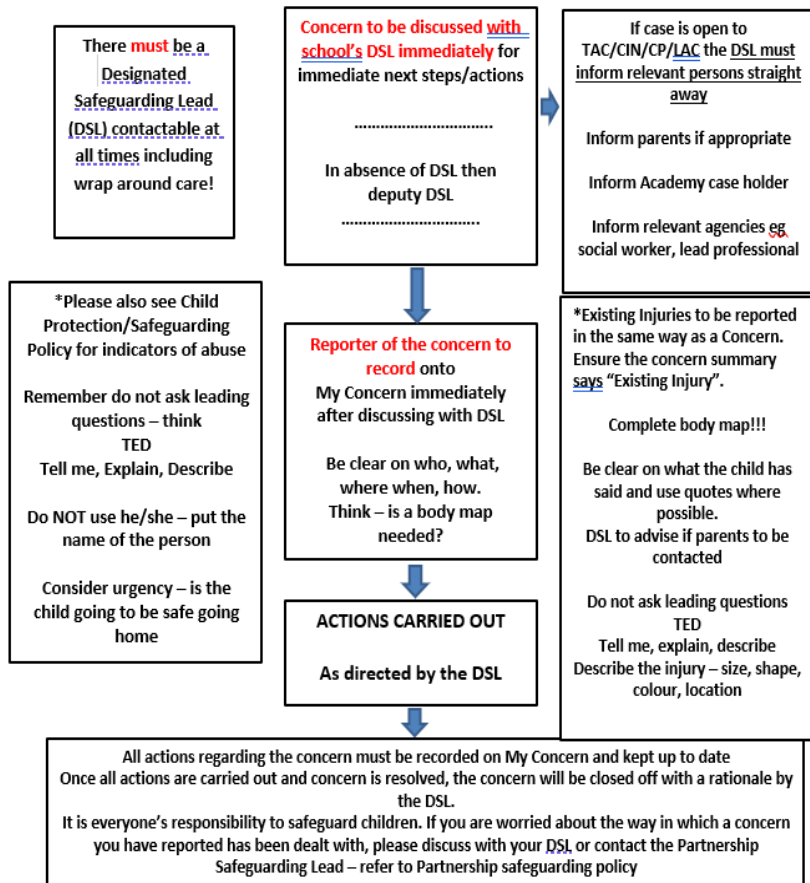 There must be a
Designated
Safeguarding Lead
(DSL) contactable at
all times including
wrap around care!
Concern to be discussed with
school's DSL immediately for
immediate next steps/actions
................................
In absence of DSL then
deputy DSL
................................
If case is open to
TAC/CIN/CP/LAC the DSL must
inform relevant persons straight
away
Inform parents if appropriate
Inform Academy case holder
Inform relevant agencies eg
social worker, lead professional
*Please also see Child
Protection/Safeguarding
Policy for indicators of abuse
Remember do not ask leading
questions – think
TED
Tell me, Explain, Describe
Do NOT use he/she – put the
name of the person
Consider urgency – is the
child going to be safe going
home
Reporter of the concern to
record onto
My Concern immediately
after discussing with DSL
Be clear on who, what,
where when, how.
Think – is a body map
needed?
*Existing Injuries to be reported
in the same way as a Concern.
Ensure the concern summary
says “Existing Injury”.
Complete body map!!!
Be clear on what the child has
said and use quotes where
possible.
DSL to advise if parents to be
contacted
Do not ask leading questions
TED
Tell me, explain, describe
Describe the injury – size, shape,
colour, location
ACTIONS CARRIED OUT
As directed by the DSL
All actions regarding the concern must be recorded on My Concern and kept up to date
Once all actions are carried out and concern is resolved, the concern will be closed off with a rationale by
the DSL.
It is everyone's responsibility to safeguard children. If you are worried about the way in which a concern
you have reported has been dealt with, please discuss with your DSL or contact the Partnership
Safeguarding Lead – refer to Partnership safeguarding policy